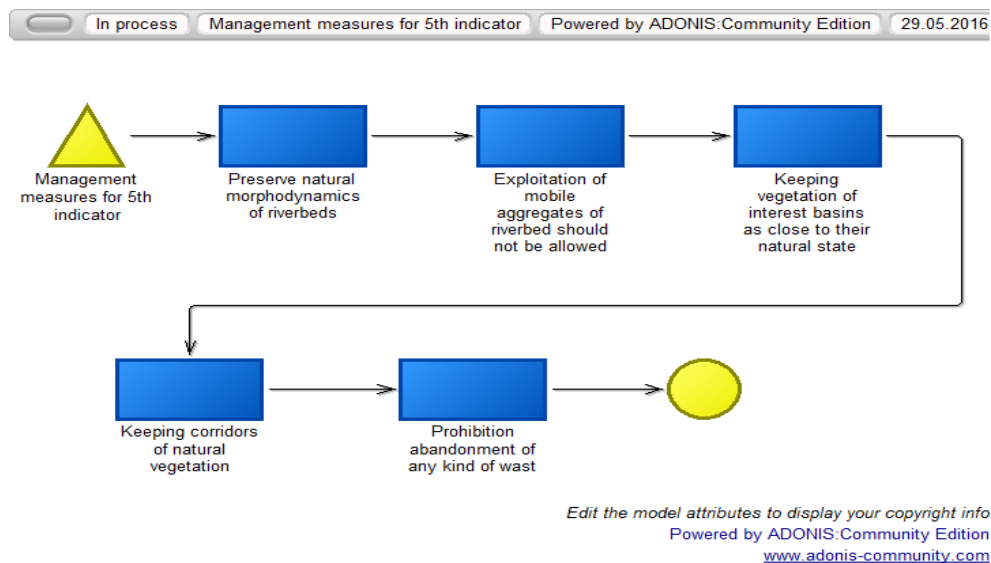 In process Management measures for 5th indicator Powered by ADONIS:Community Edition 29.05.2016
Management
measures for 5th
indicator
Preserve natural
morphodynamics
of riverbeds
Exploitation of
mobile
aggregates of
riverbed should
not be allowed
Keeping
vegetation of
interest basins
as close to their
natural state
Keeping corridors
of natural
vegetation
Prohibition
abandonment of
any kind of wast
Edit the model attributes to display your copyright info
Powered by ADONIS:Community Edition
www.adonis-community.com